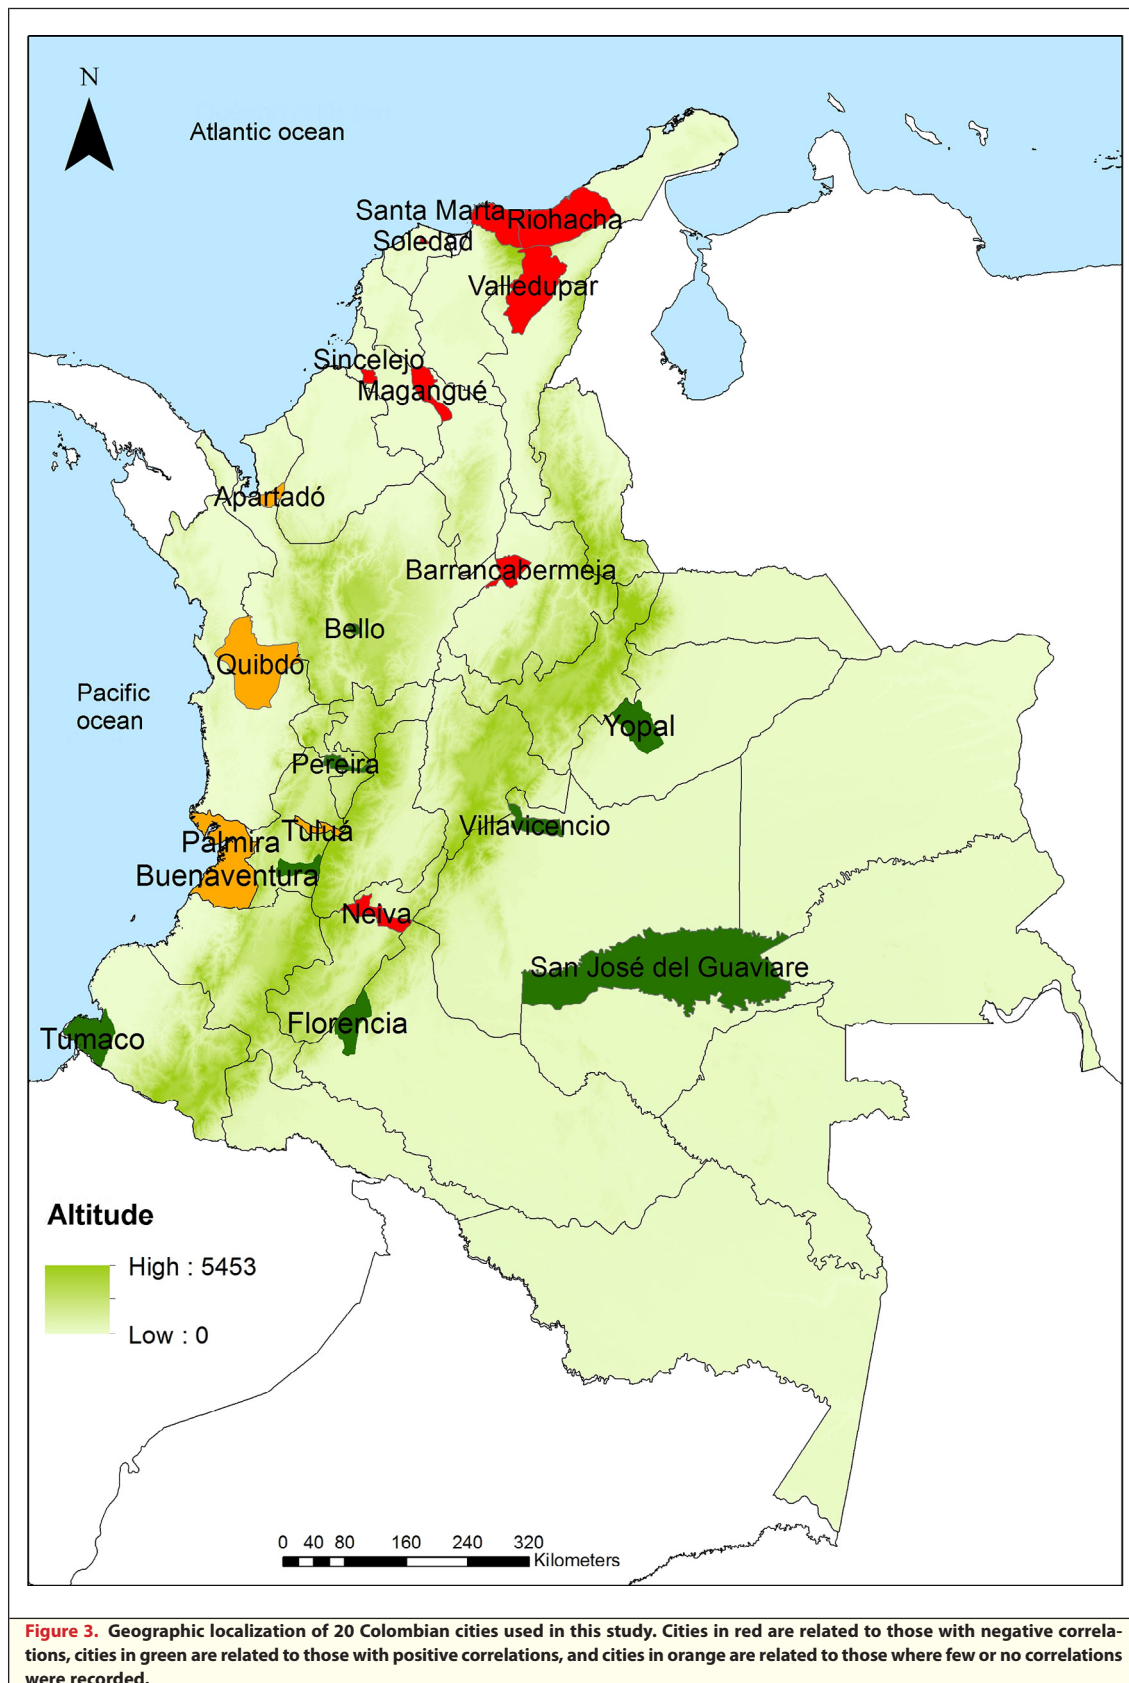 N
Atlantic ocean
Santa Marta
Riohacha
Soledad
Valledupar
Sincelejo
Magangué
Apartadó
Barrancabermeja
Bello
Quibdó
Pacific
ocean
Yopal
Pereira
Tuluá
Villavicencio
Palmira
Buenaventura
Neiva
San José del Guaviare
Florencia
Tumaco
Altitude
High : 5453
Low : 0
0 40 80 160 240 320
Kilometers
Figure 3. Geographic localization of 20 Colombian cities used in this study. Cities in red are related to those with negative correla-
tions, cities in green are related to those with positive correlations, and cities in orange are related to those where few or no correlations
were recorded.